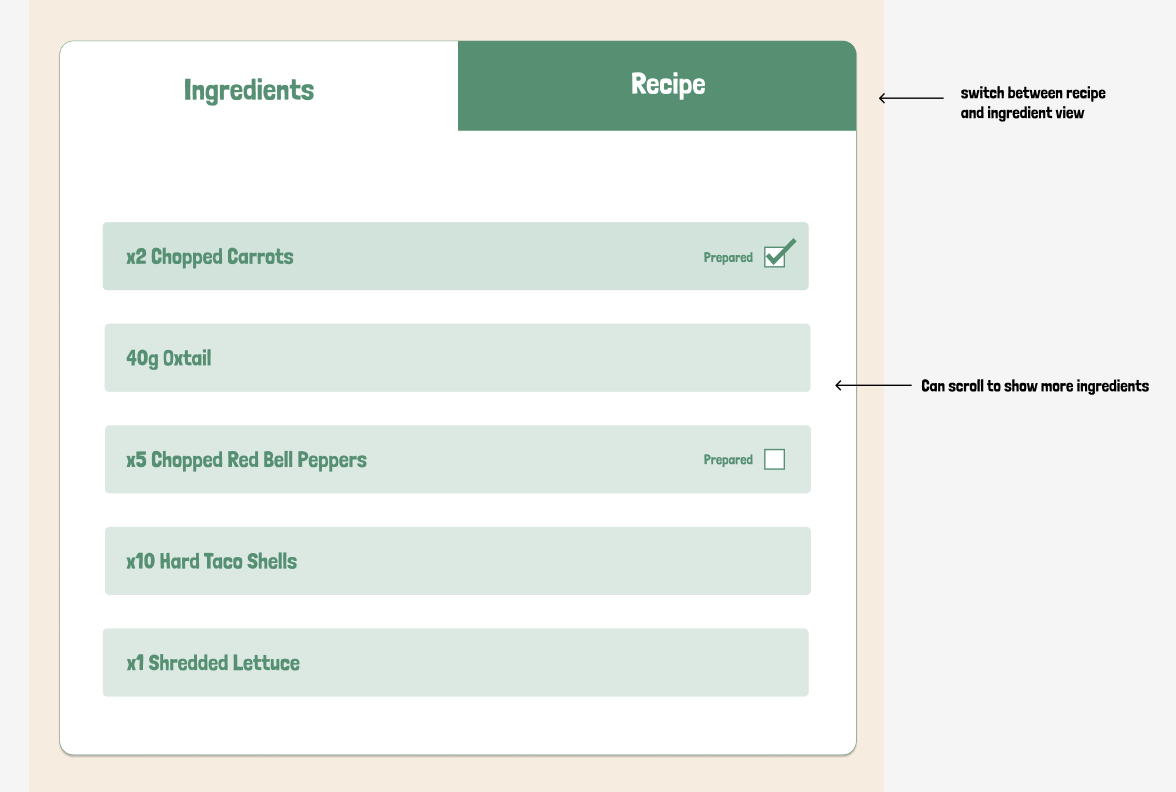 Ingredients
Recipe
switch between recipe
and ingredient view
x2 Chopped Carrots
Prepared
40g Oxtail
Can scroll to show more ingredients
x5 Chopped Red Bell Peppers
Prepared
x10 Hard Taco Shells
x1 Shredded Lettuce